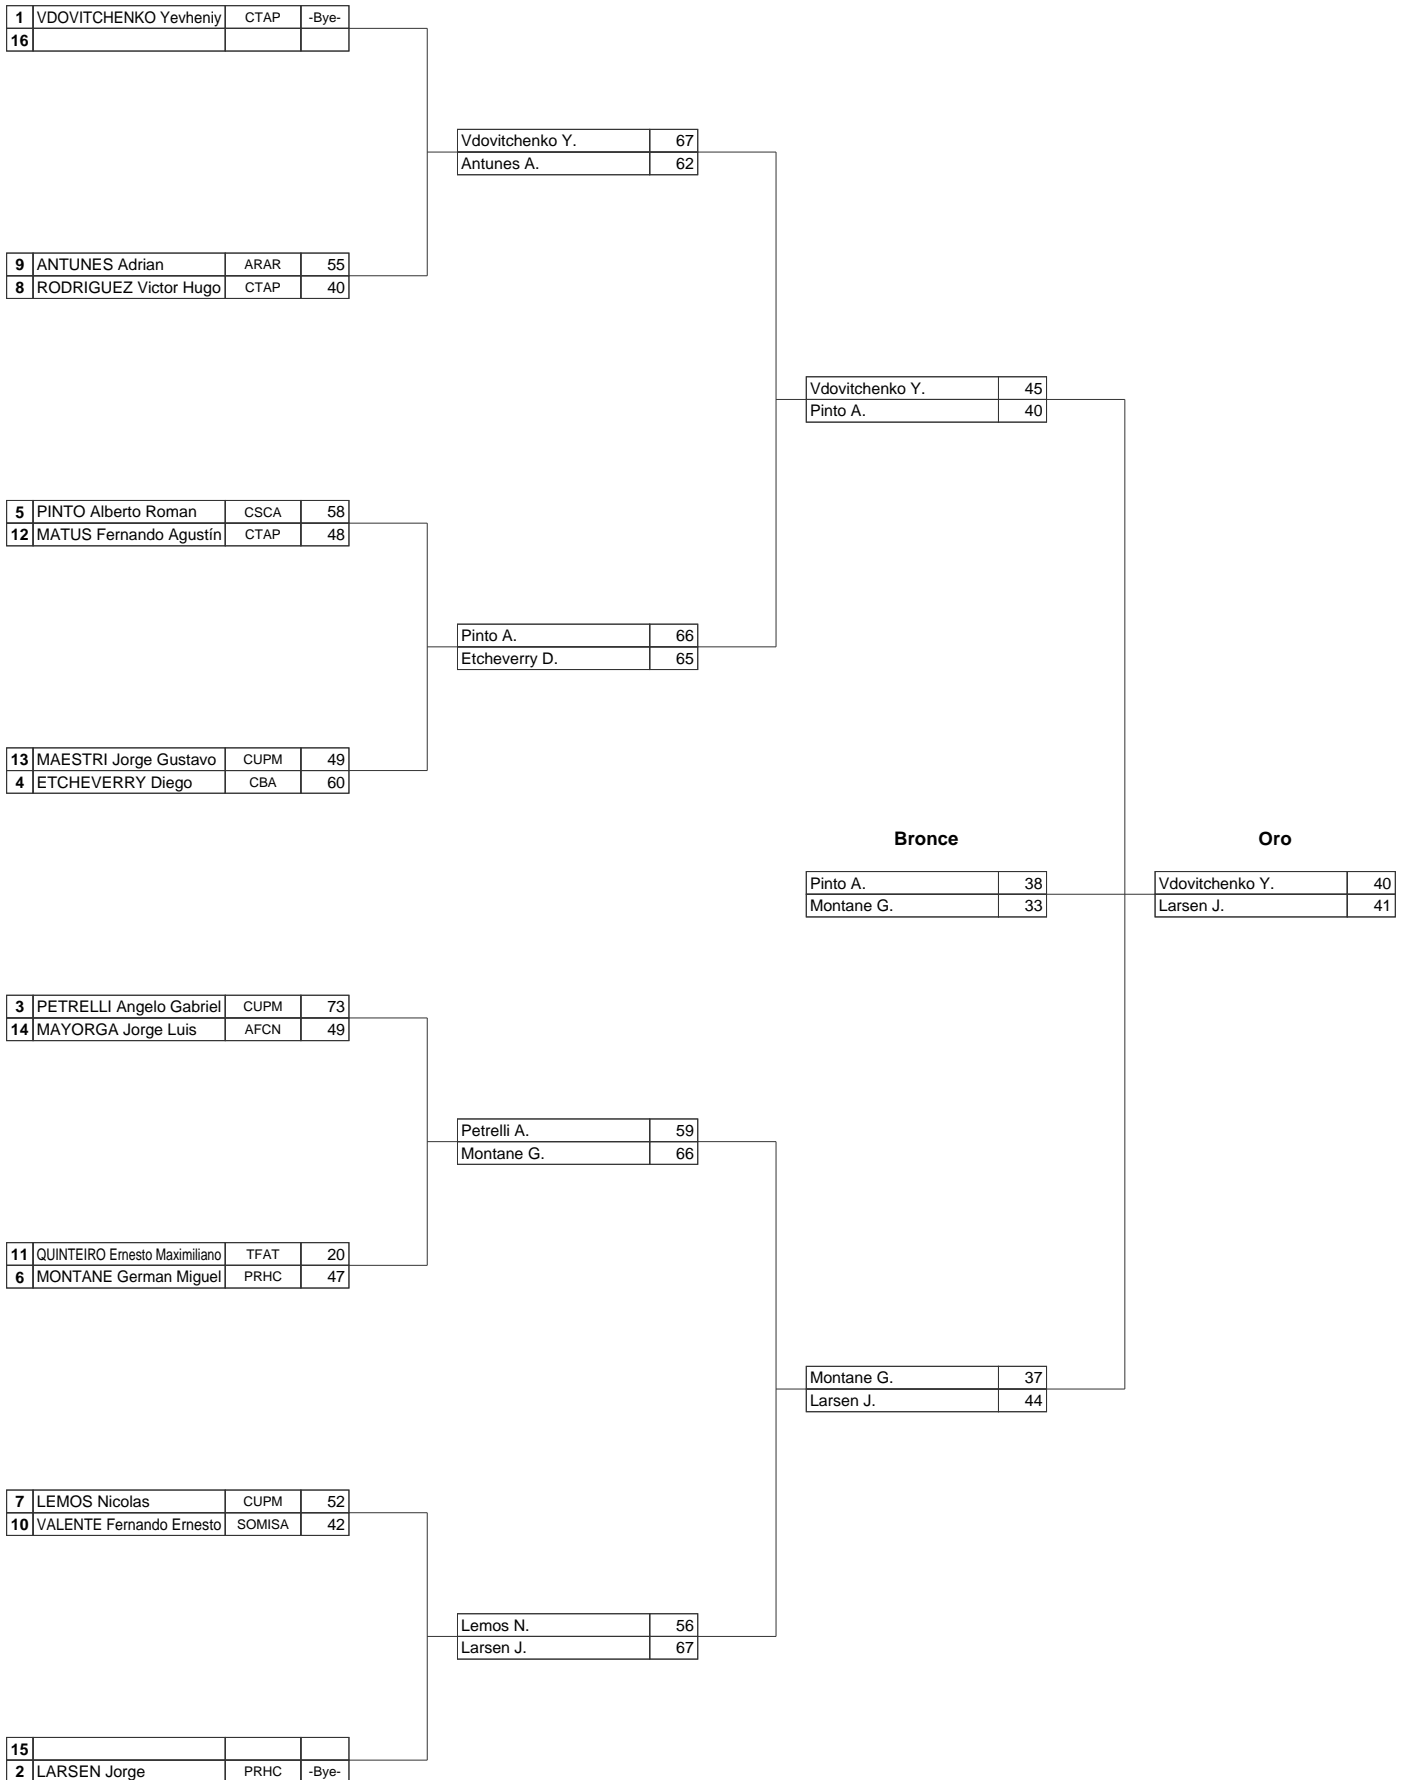 1 VDOVITCHENKO Yevheniy CTAP -Bye-
16
Vdovitchenko Y. 67
Antunes A. 62
9 ANTUNES Adrian ARAR 55
8 RODRIGUEZ Victor Hugo CTAP 40
Vdovitchenko Y. 45
Pinto A. 40
5 PINTO Alberto Roman CSCA 58
12 MATUS Fernando Agustín CTAP 48
Pinto A. 66
Etcheverry D. 65
13 MAESTRI Jorge Gustavo CUPM 49
4 ETCHEVERRY Diego CBA 60
Bronce Oro
Pinto A. 38 Vdovitchenko Y. 40
Montane G. 33 Larsen J. 41
3 PETRELLI Angelo Gabriel CUPM 73
14 MAYORGA Jorge Luis AFCN 49
Petrelli A. 59
Montane G. 66
11 QUINTEIRO Ernesto Maximiliano TFAT 20
6 MONTANE German Miguel PRHC 47
Montane G. 37
Larsen J. 44
7 LEMOS Nicolas CUPM 52
10 VALENTE Fernando Ernesto SOMISA 42
Lemos N. 56
Larsen J. 67
15
2 LARSEN Jorge PRHC -Bye-